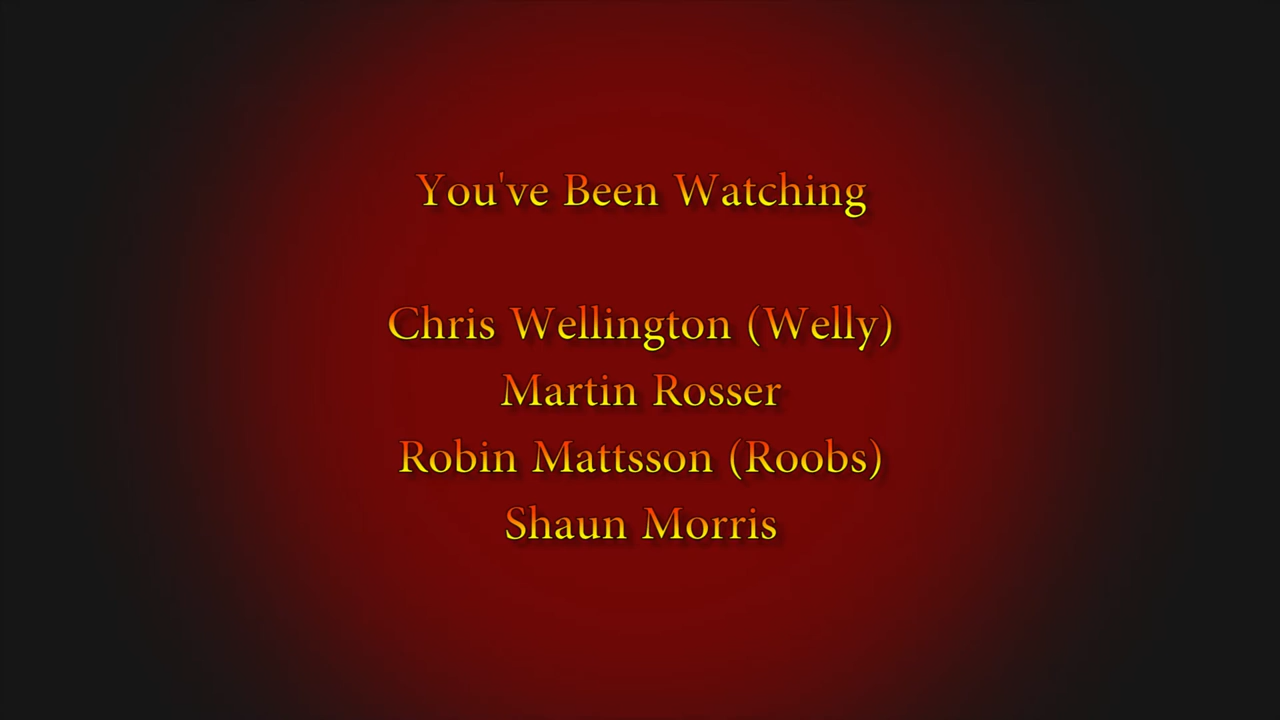 You've Been Watching
Chris Wellington (Welly)
Martin Rosser
Robin Mattsson (Roobs)
Shaun Morris